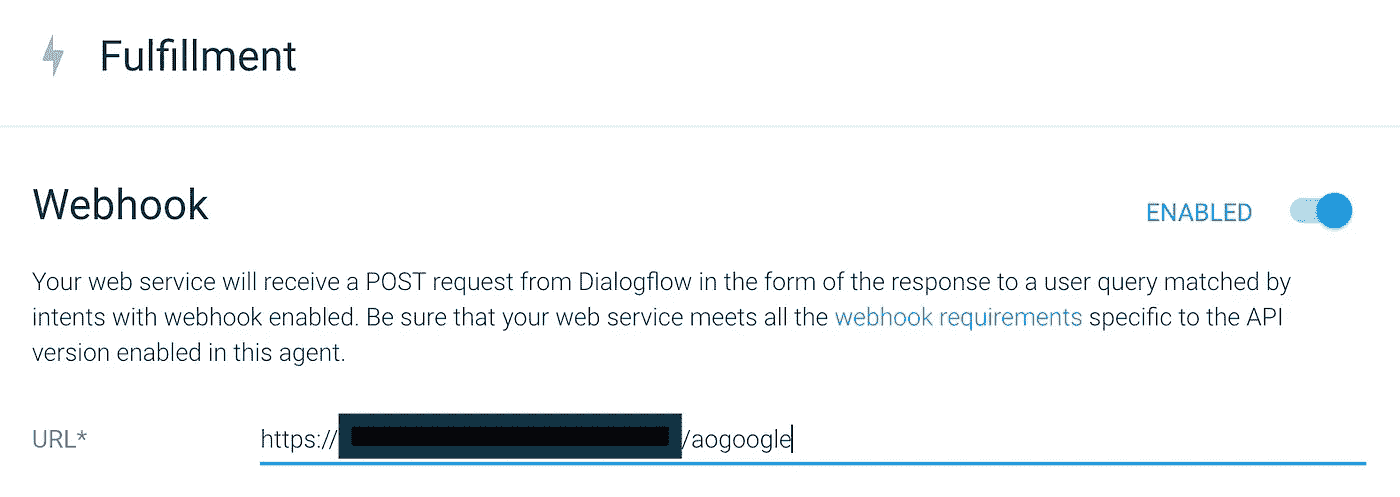 Fulfillment
Webhook
ENABLED
Your web service will receive a POST request from Dialogflow in the form of the response to a user query matched by
intents with webhook enabled. Be sure that your web service meets all the webhook requirements specific to the API
version enabled in this agent.
URL* https:// /aogoogle